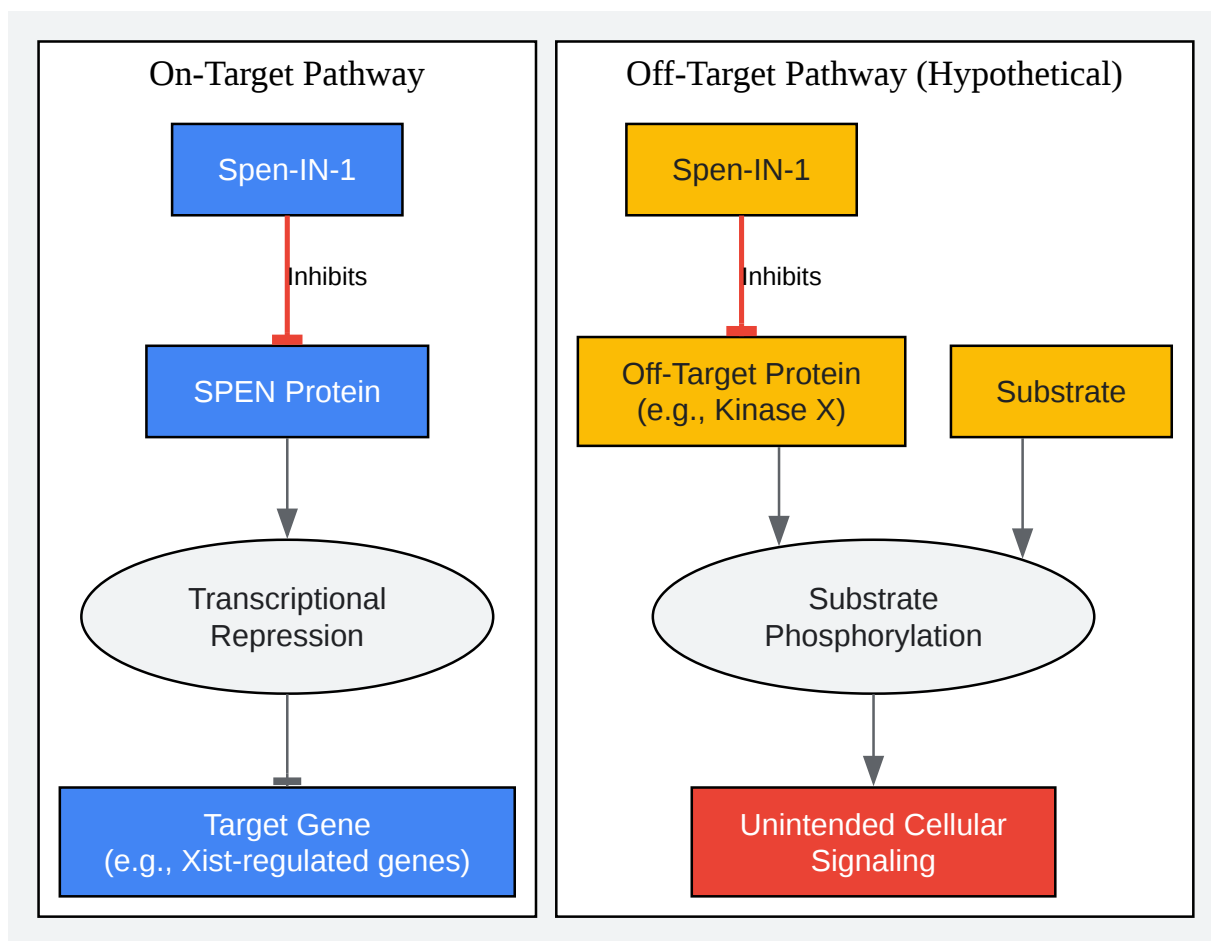 On-Target Pathway
Spen-IN-1
Inhibits
SPEN Protein
Transcriptional
Repression
Target Gene
(e.g., Xist-regulated genes)
Off-Target Pathway (Hypothetical)
Spen-IN-1
Inhibits
Off-Target Protein
(e.g., Kinase X)
Substrate
Substrate
Phosphorylation
Unintended Cellular
Signaling